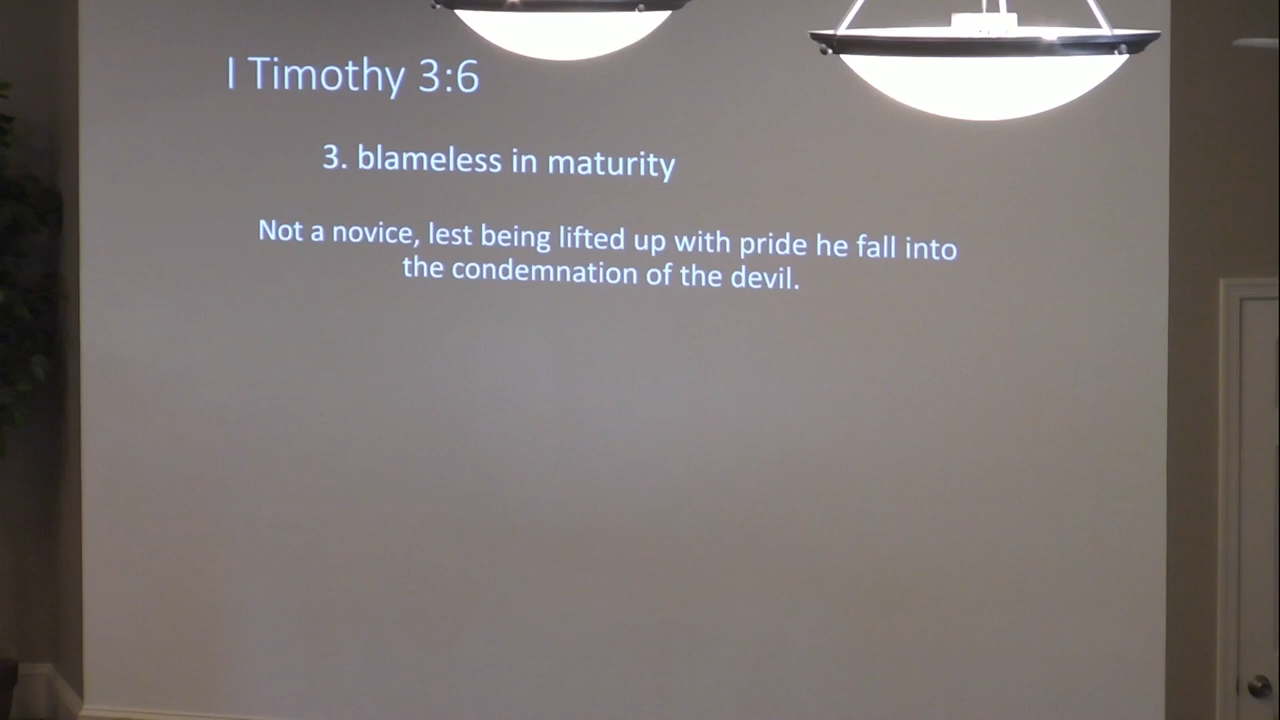 I Timothy 3:6
3. blameless in maturity
Not a novice, lest being lifted up with pride he fall into
the condemnation of the devil.